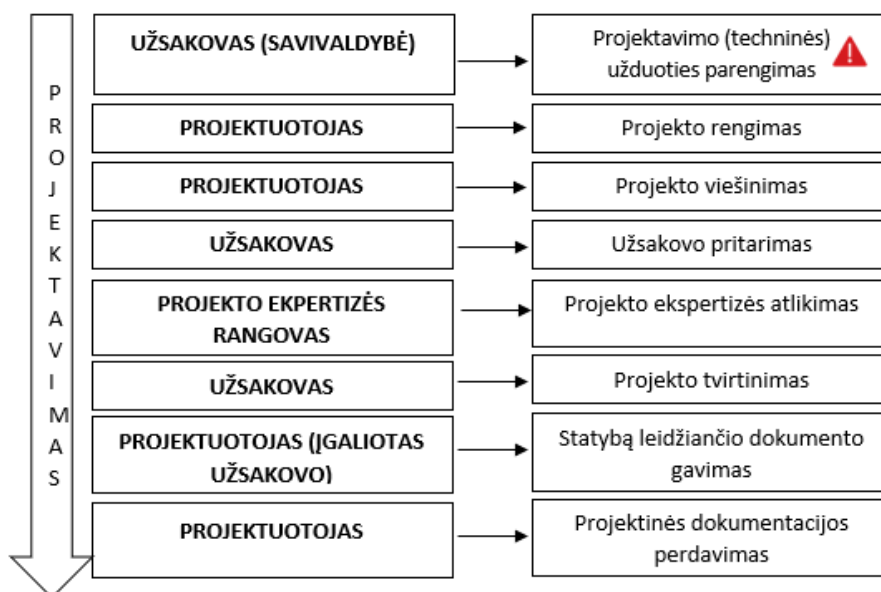 PROJEKTAVIMAS
UŽSAKOVAS (SAVIVALDYBĖ)
Projektavimo (techninės)
užduoties parengimas
PROJEKTUOTOJAS
Projekto rengimas
PROJEKTUOTOJAS
Projekto viešinimas
UŽSAKOVAS
Užsakovo pritarimas
PROJEKTO EKPERTIZĖS
RANGOVAS
Projekto ekspertizės atlikimas
UŽSAKOVAS
Projekto tvirtinimas
PROJEKTUOTOJAS (ĮGALIOTAS
UŽSAKOVO)
Statybą leidžiančio dokumento
gavimas
PROJEKTUOTOJAS
Projektinės dokumentacijos
perdavimas